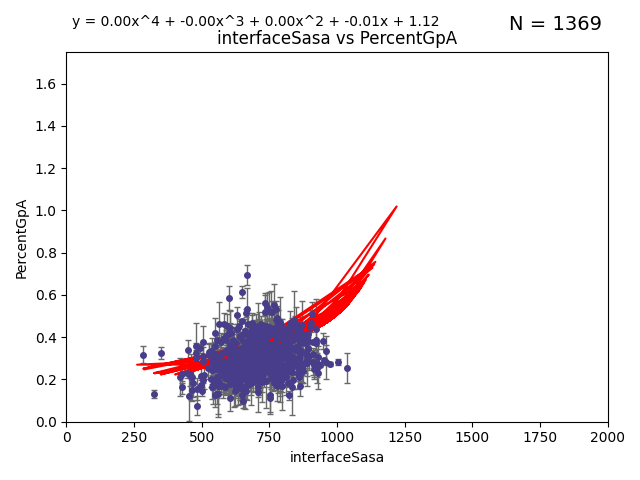 y = 0.00x^4 + -0.00x^3 + 0.00x^2 + -0.01x + 1.12
N = 1369
interfaceSasa vs PercentGpA
PercentGpA
1.6
1.4
1.2
1.0
0.8
0.6
0.4
0.2
0.0
0 250 500 750 1000 1250 1500 1750 2000
interfaceSasa